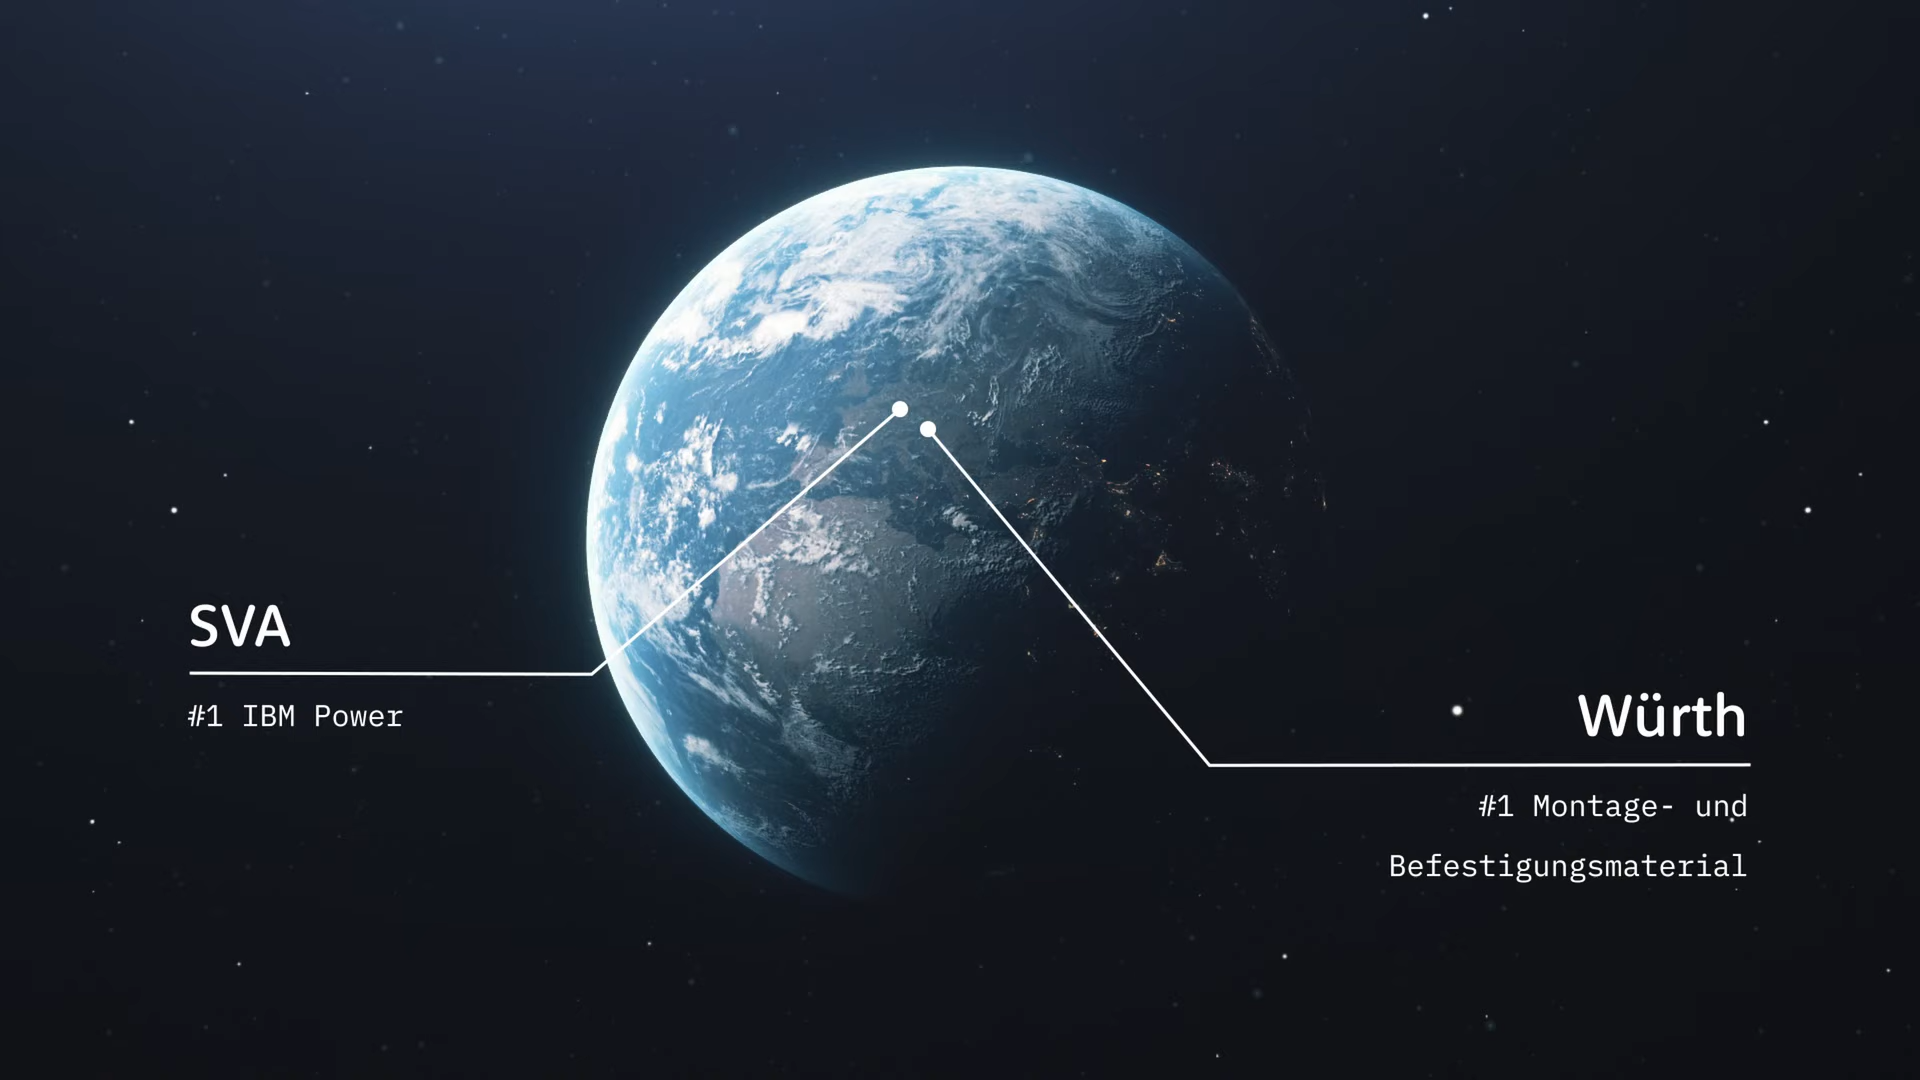 SVA
#1 IBM Power
Würth
#1 Montage- und
Befestigungsmaterial